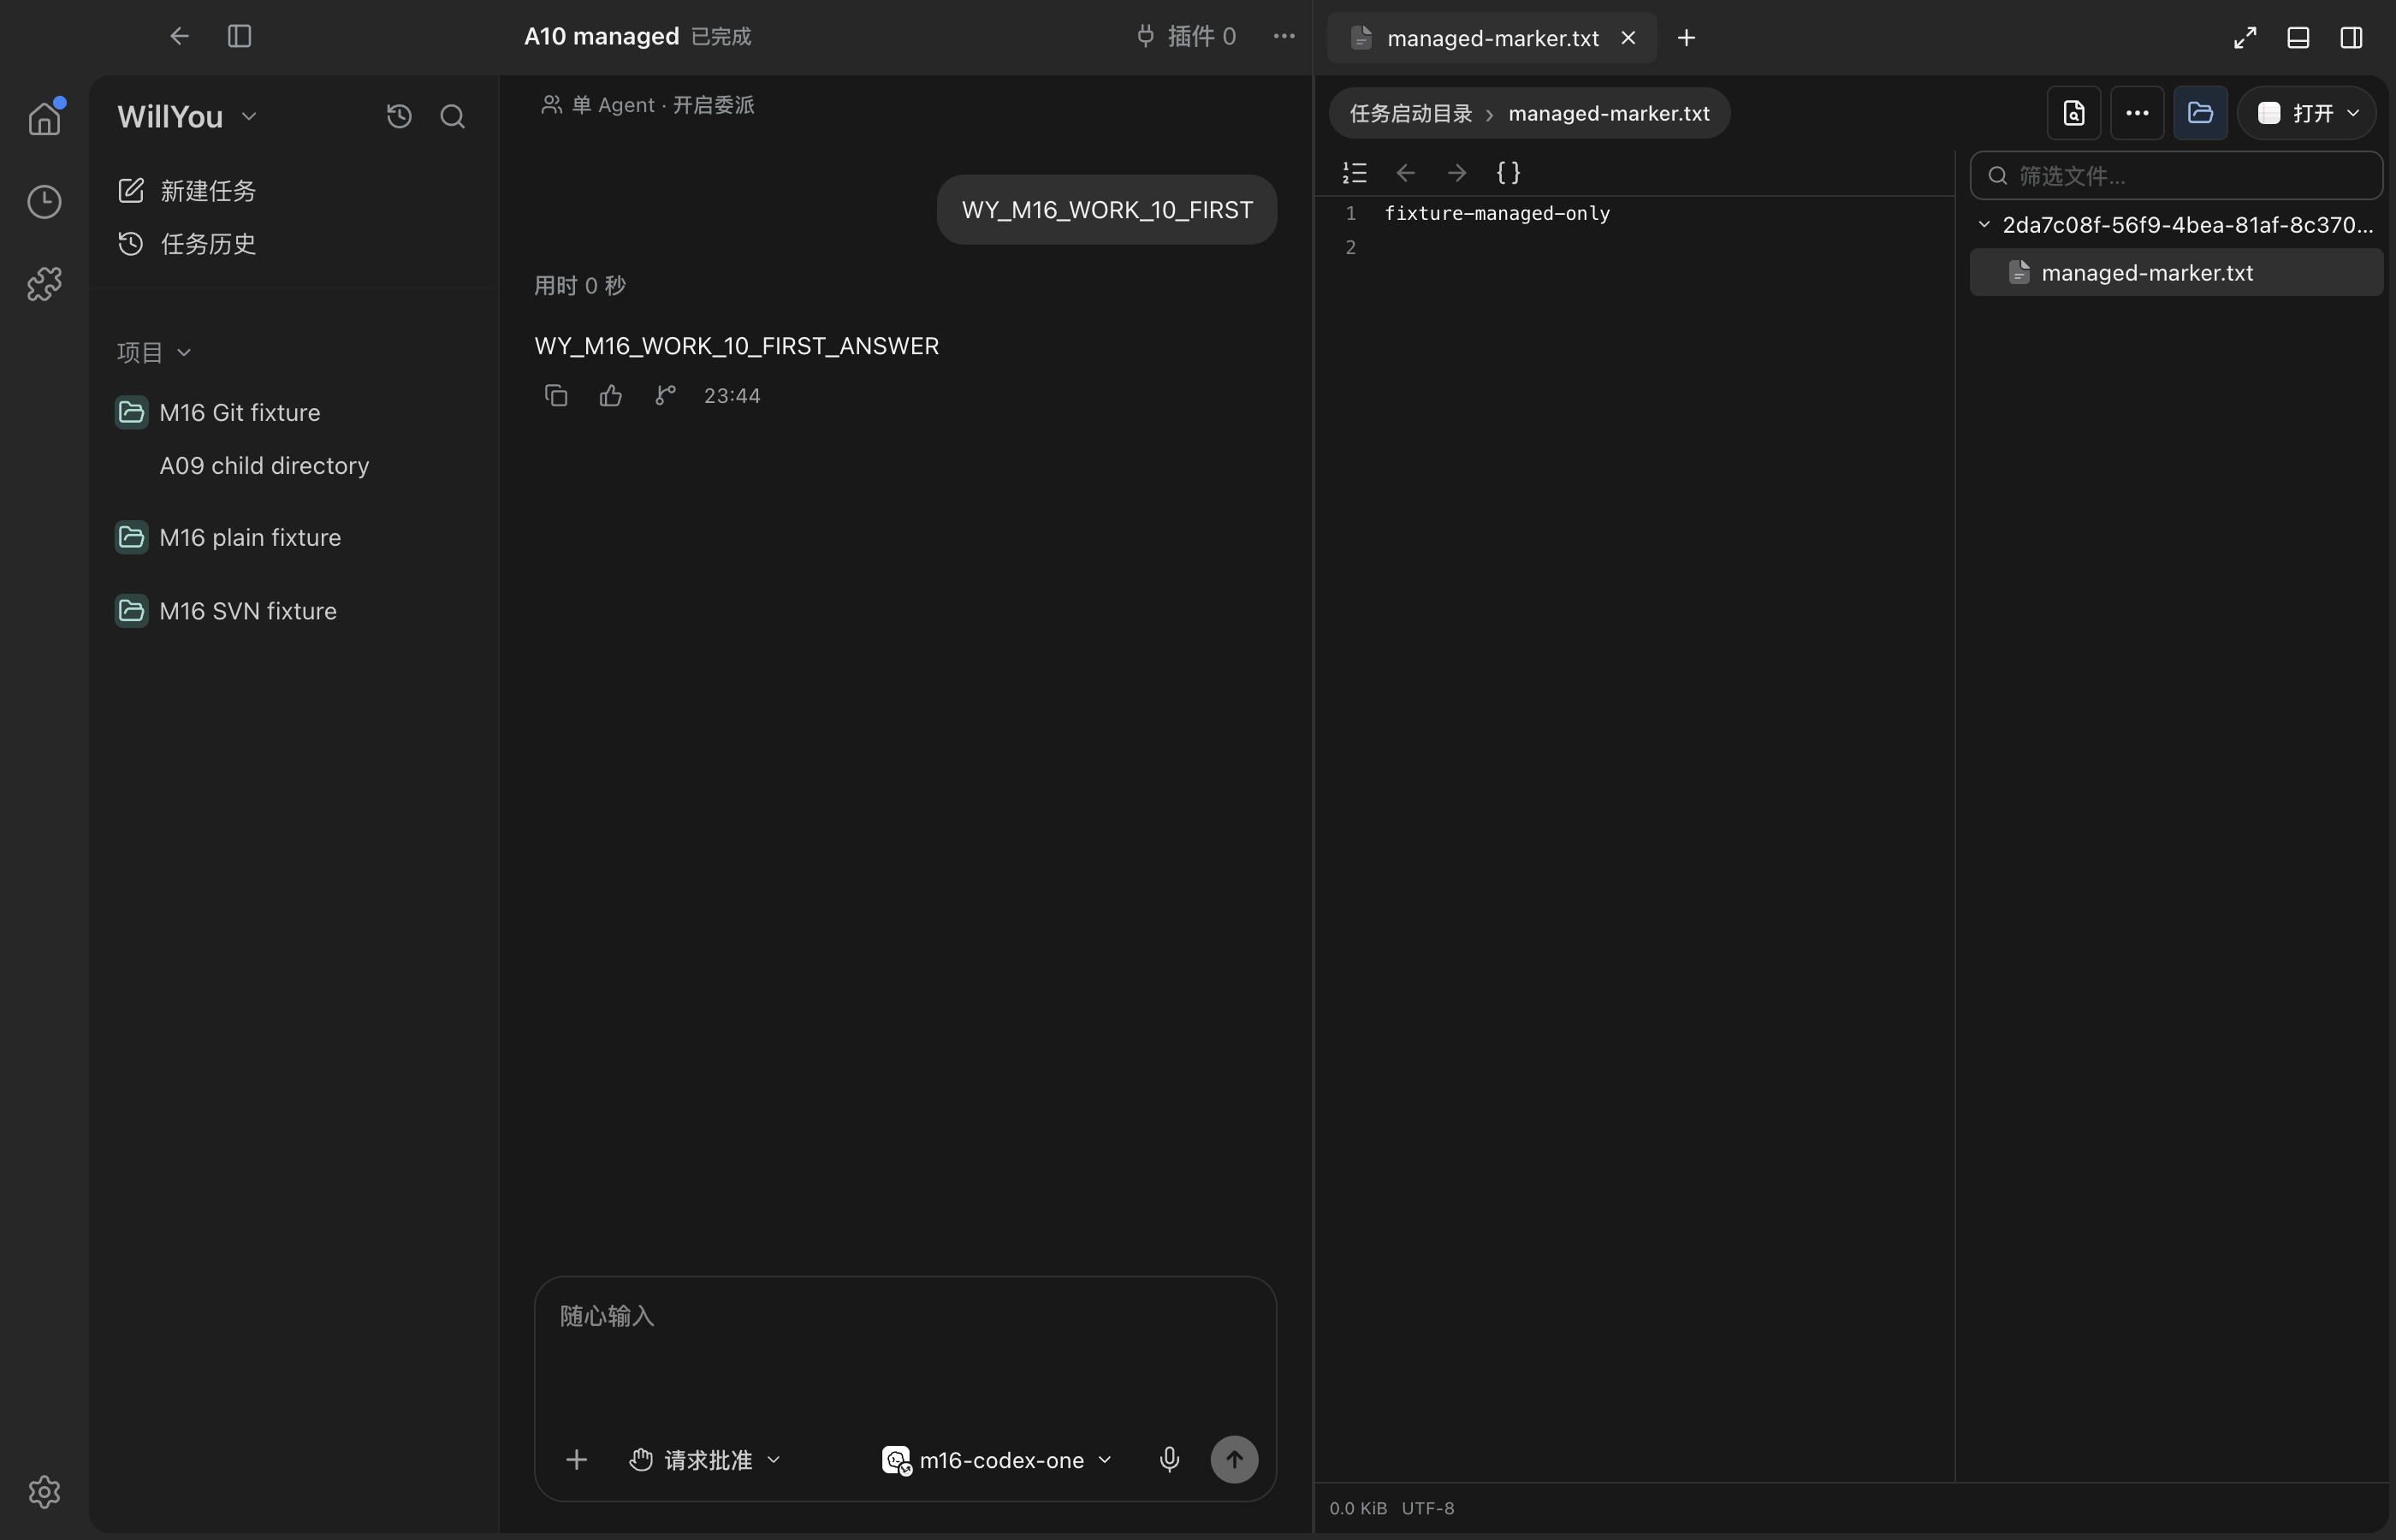 A10 managed 已完成
插件 0
managed-marker.txt
WillYou
新建任务
任务历史
项目
M16 Git fixture
A09 child directory
M16 plain fixture
M16 SVN fixture
单 Agent · 开启委派
WY_M16_WORK_10_FIRST
用时 0 秒
WY_M16_WORK_10_FIRST_ANSWER
23:44
随心输入
请求批准
m16-codex-one
任务启动目录 › managed-marker.txt
打开
1 fixture-managed-only
2
筛选文件...
2da7c08f-56f9-4bea-81af-8c370...
managed-marker.txt
0.0 KiB UTF-8